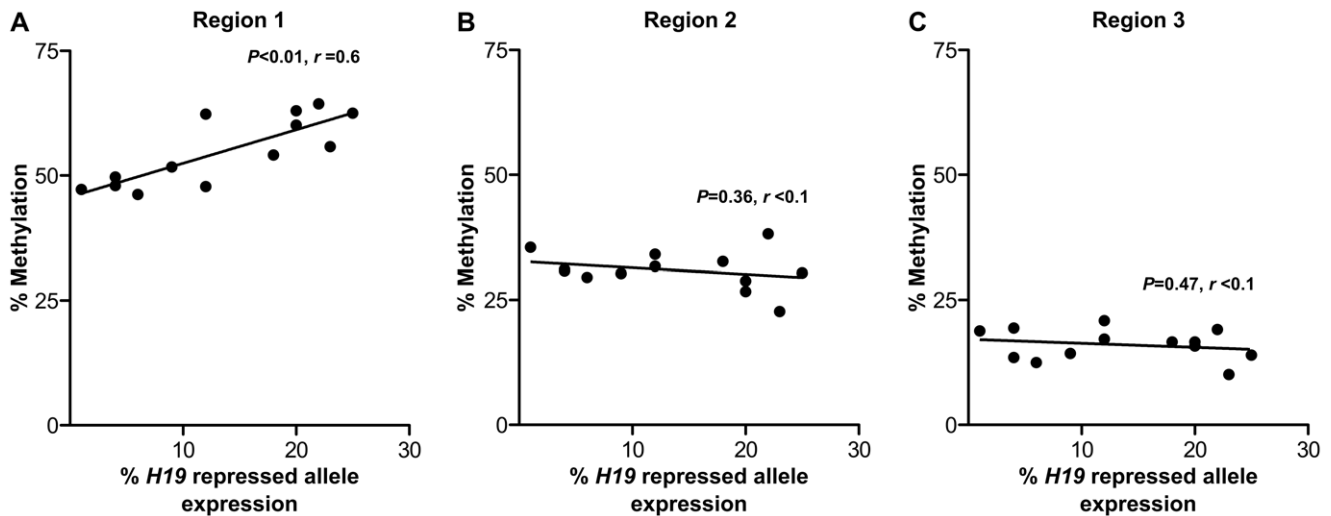 A
Region 1
P<0.01, r =0.6
75
50
25
0
10
20
30
% Methylation
% H19 repressed allele
expression
B
Region 2
P=0.36, r <0.1
75
50
25
0
10
20
30
% Methylation
% H19 repressed allele
expression
C
Region 3
P=0.47, r <0.1
75
50
25
0
10
20
30
% Methylation
% H19 repressed allele
expression